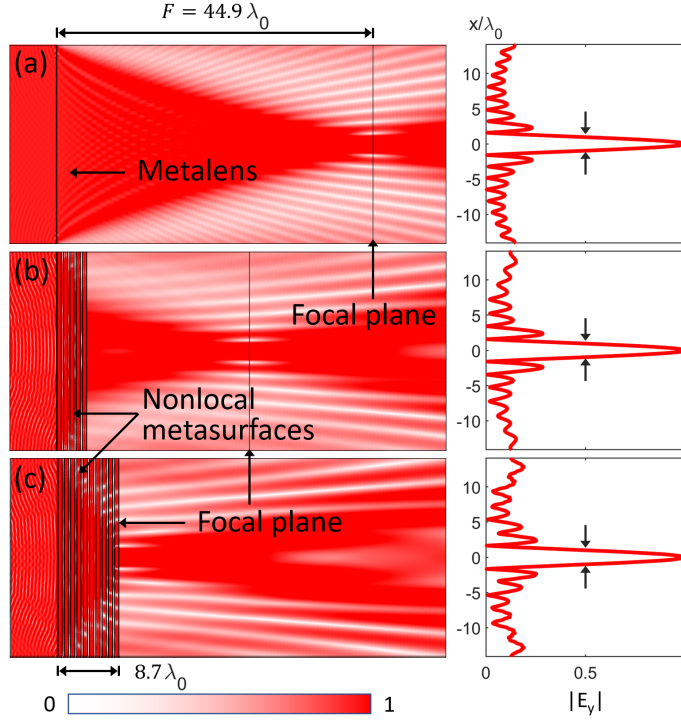 F = 44.9 λ₀
x/λ₀
(a)
Metalens
10
5
0
-5
-10
(b)
Focal plane
Nonlocal
metasurfaces
10
5
0
-5
-10
(c)
Focal plane
10
5
0
-5
-10
8.7 λ₀
0
0.5
0
1
|E_y|